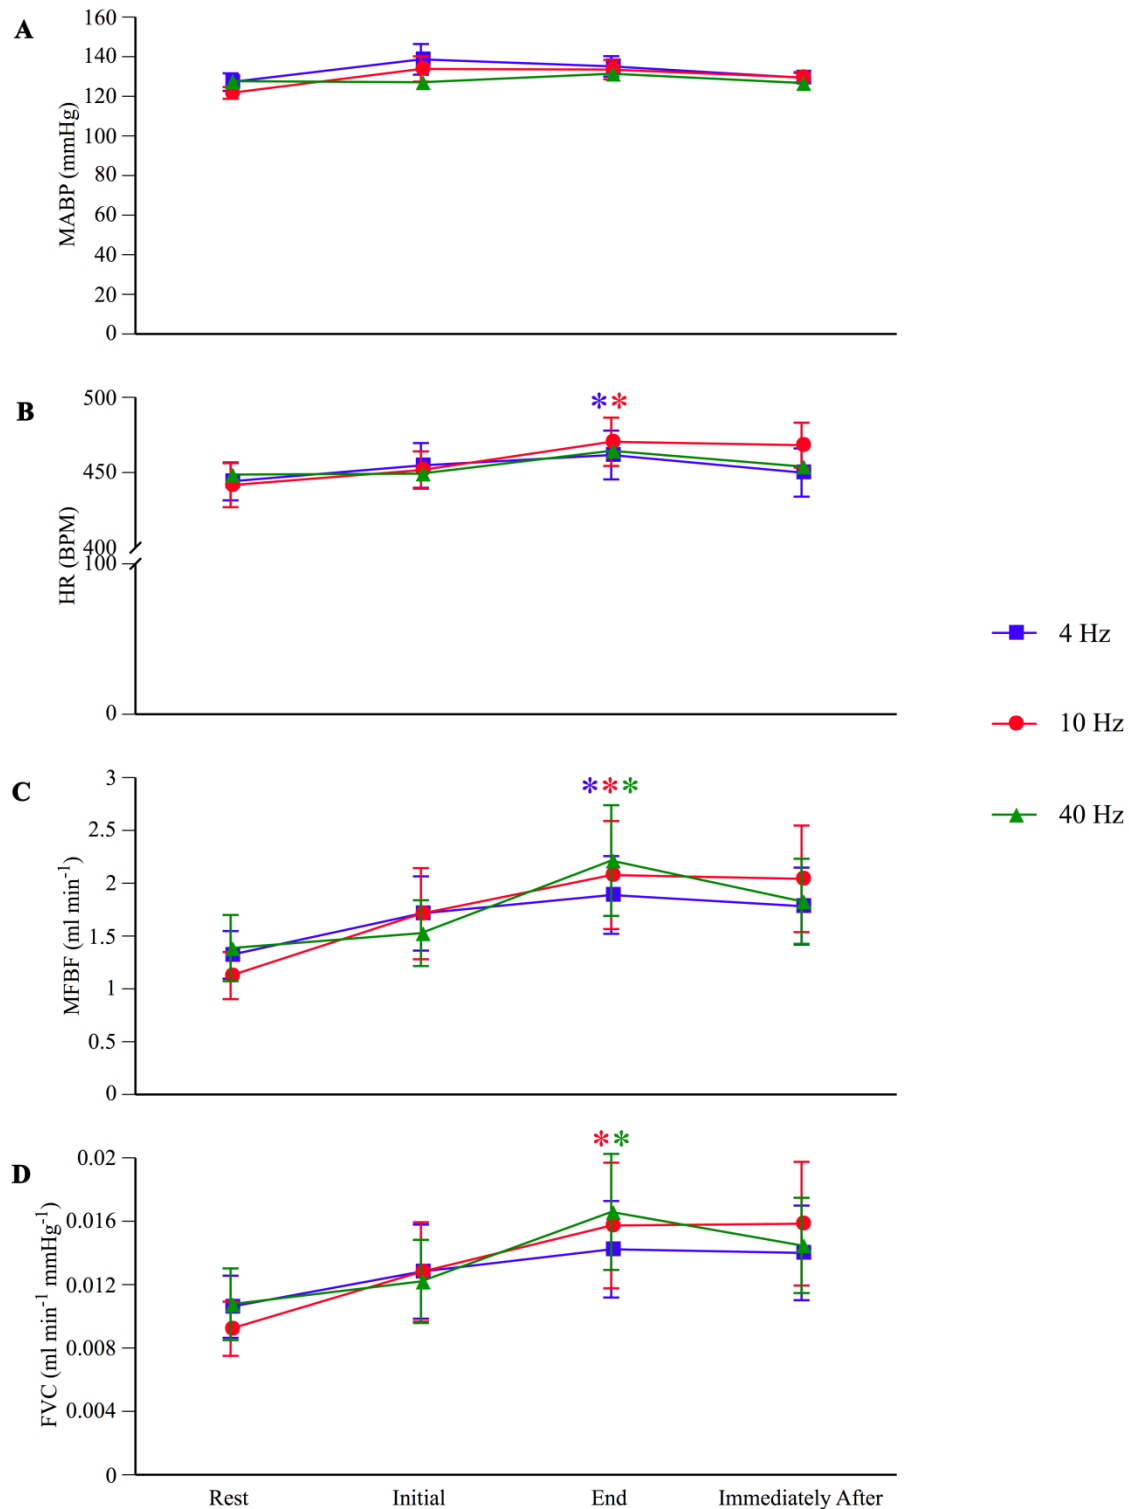 A
160
140
120
100
80
60
40
20
0
MABP (mmHg)
B
500
450
400
100
0
HR (BPM)
**
C
3
2.5
2
1.5
1
0.5
0
MFBF (ml min⁻¹)
***
D
0.02
0.016
0.012
0.008
0.004
0
FVC (ml min⁻¹ mmHg⁻¹)
**
Rest Initial End Immediately After
4 Hz
10 Hz
40 Hz